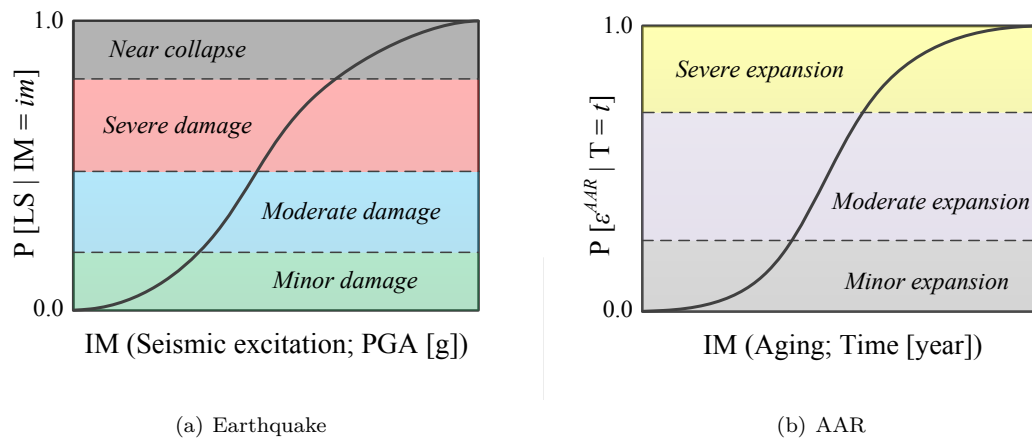 1.0
Near collapse
Severe damage
Moderate damage
Minor damage
0.0
P [LS | IM = im]
IM (Seismic excitation; PGA [g])
(a) Earthquake
1.0
Severe expansion
Moderate expansion
Minor expansion
0.0
P [ε^AAR | T = t]
IM (Aging; Time [year])
(b) AAR